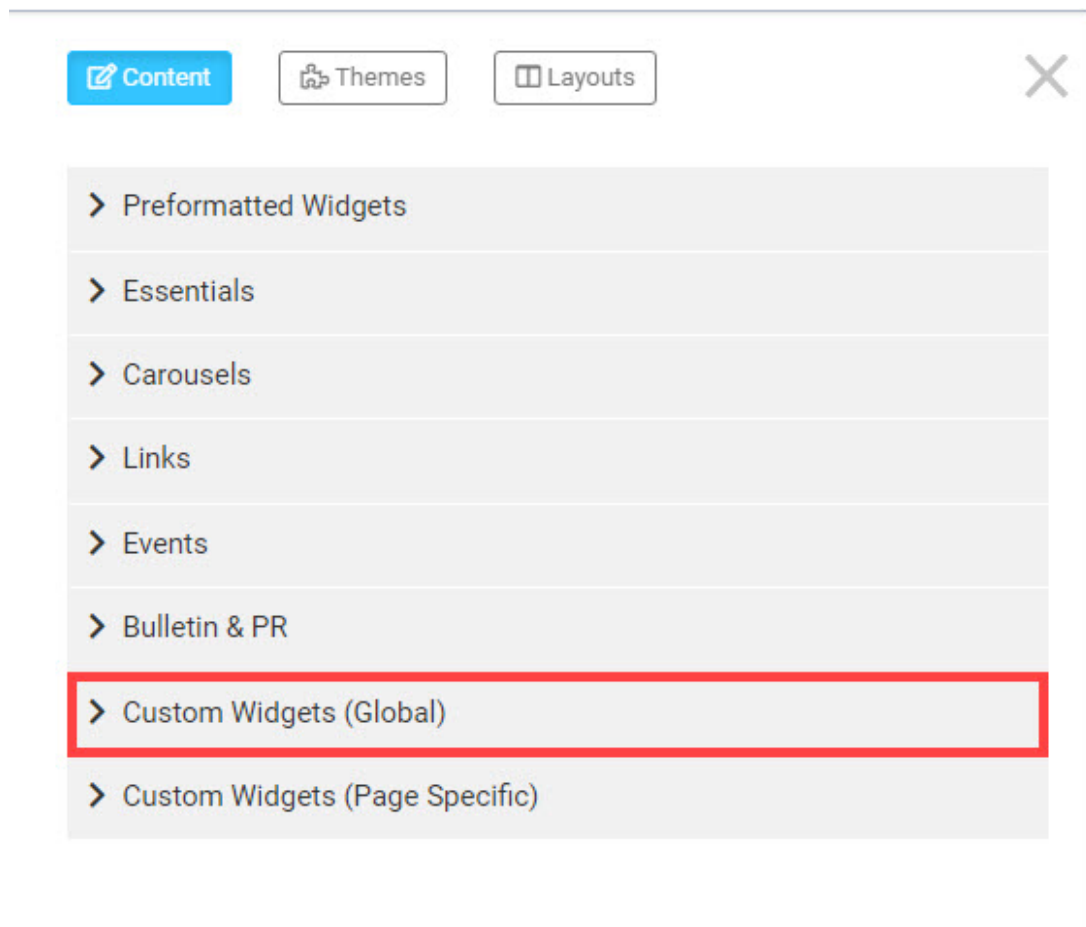 Content Themes Layouts
Preformatted Widgets
Essentials
Carousels
Links
Events
Bulletin & PR
Custom Widgets (Global)
Custom Widgets (Page Specific)